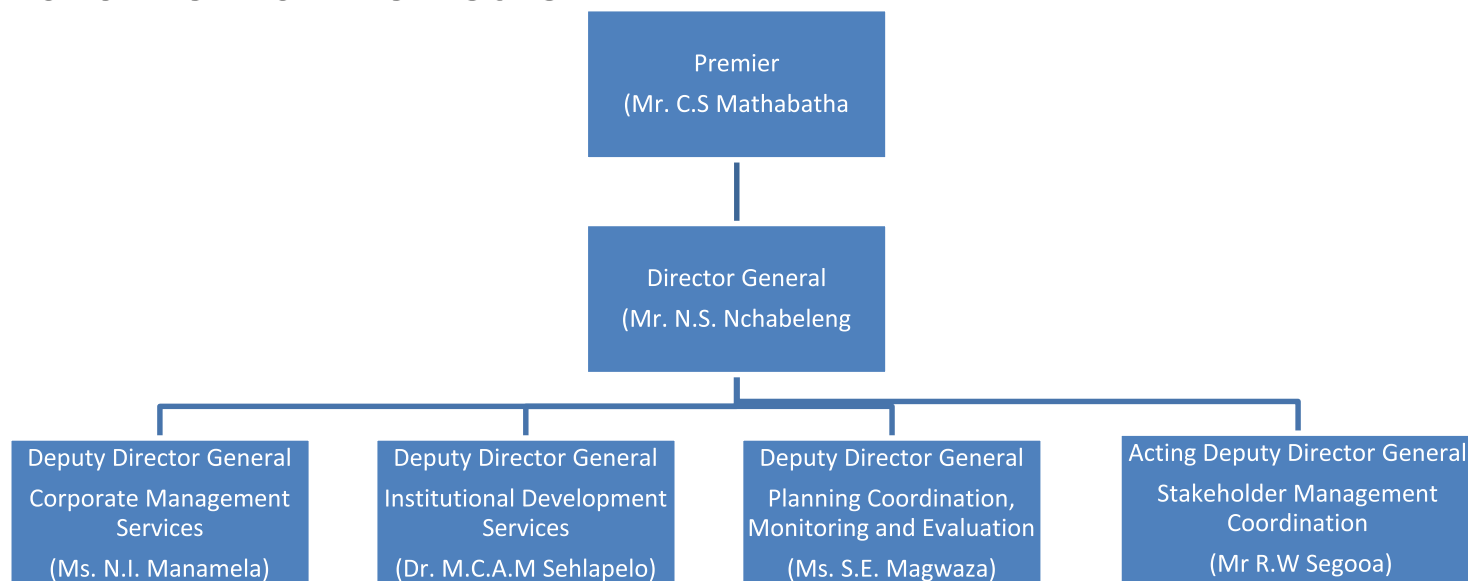 Premier
(Mr. C.S Mathabatha
Director General
(Mr. N.S. Nchabeleng
Deputy Director General
Corporate Management
Services
(Ms. N.I. Manamela)
Deputy Director General
Institutional Development
Services
(Dr. M.C.A.M Sehlapelo)
Deputy Director General
Planning Coordination,
Monitoring and Evaluation
(Ms. S.E. Magwaza)
Acting Deputy Director General
Stakeholder Management
Coordination
(Mr R.W Segooa)